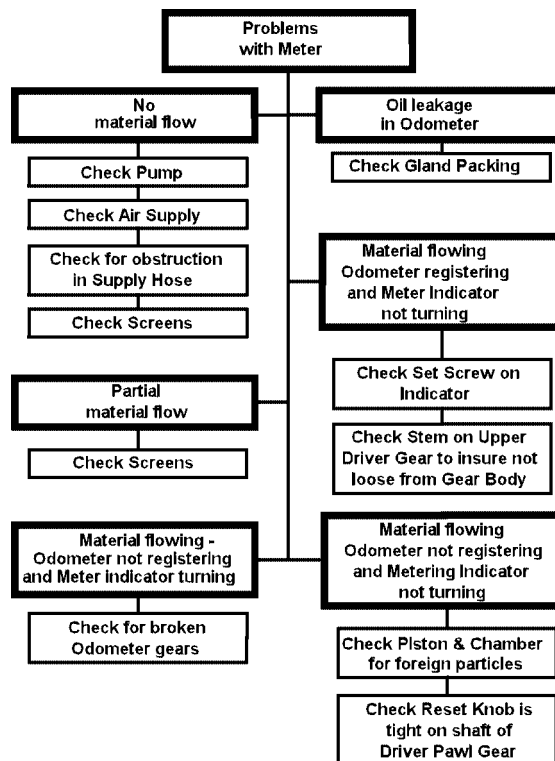 Problems
with Meter
No
material flow
Check Pump
Check Air Supply
Check for obstruction
in Supply Hose
Check Screens
Partial
material flow
Check Screens
Material flowing -
Odometer not registering
and Meter indicator turning
Check for broken
Odometer gears
Oil leakage
in Odometer
Check Gland Packing
Material flowing
Odometer registering
and Meter Indicator
not turning
Check Set Screw on
Indicator
Check Stem on Upper
Driver Gear to insure not
loose from Gear Body
Material flowing
Odometer not registering
and Metering Indicator
not turning
Check Piston & Chamber
for foreign particles
Check Reset Knob is
tight on shaft of
Driver Pawl Gear